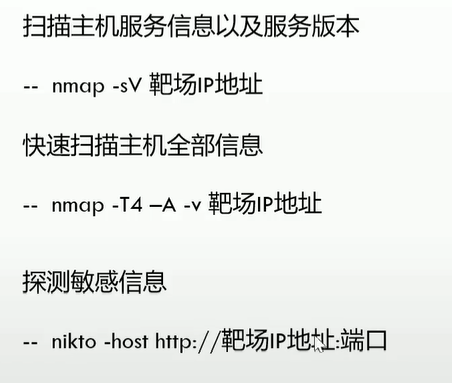 扫描主机服务信息以及服务版本
-- nmap -sV 靶场IP地址
快速扫描主机全部信息
-- nmap -T4 –A -v 靶场IP地址
探测敏感信息
-- nikto -host http://靶场IP地址:端口